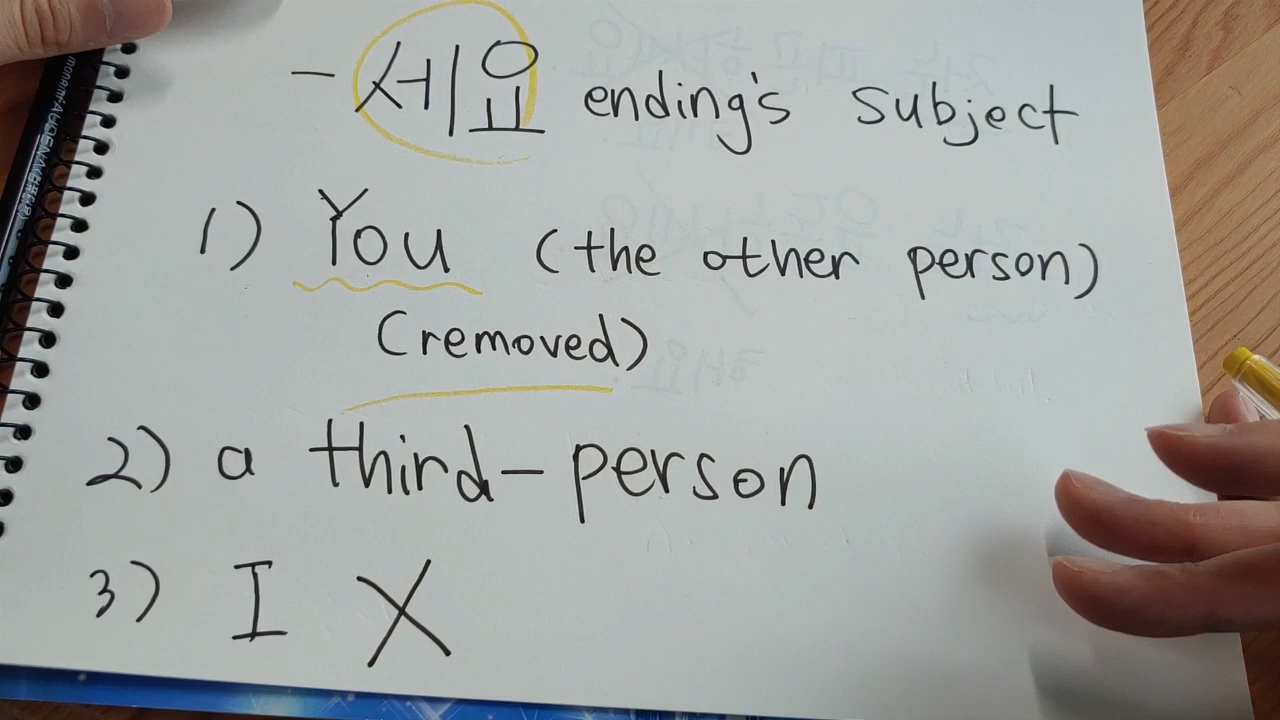 -세요 ending's subject
1) You (the other person)
(removed)
2) a third-person
3) I X